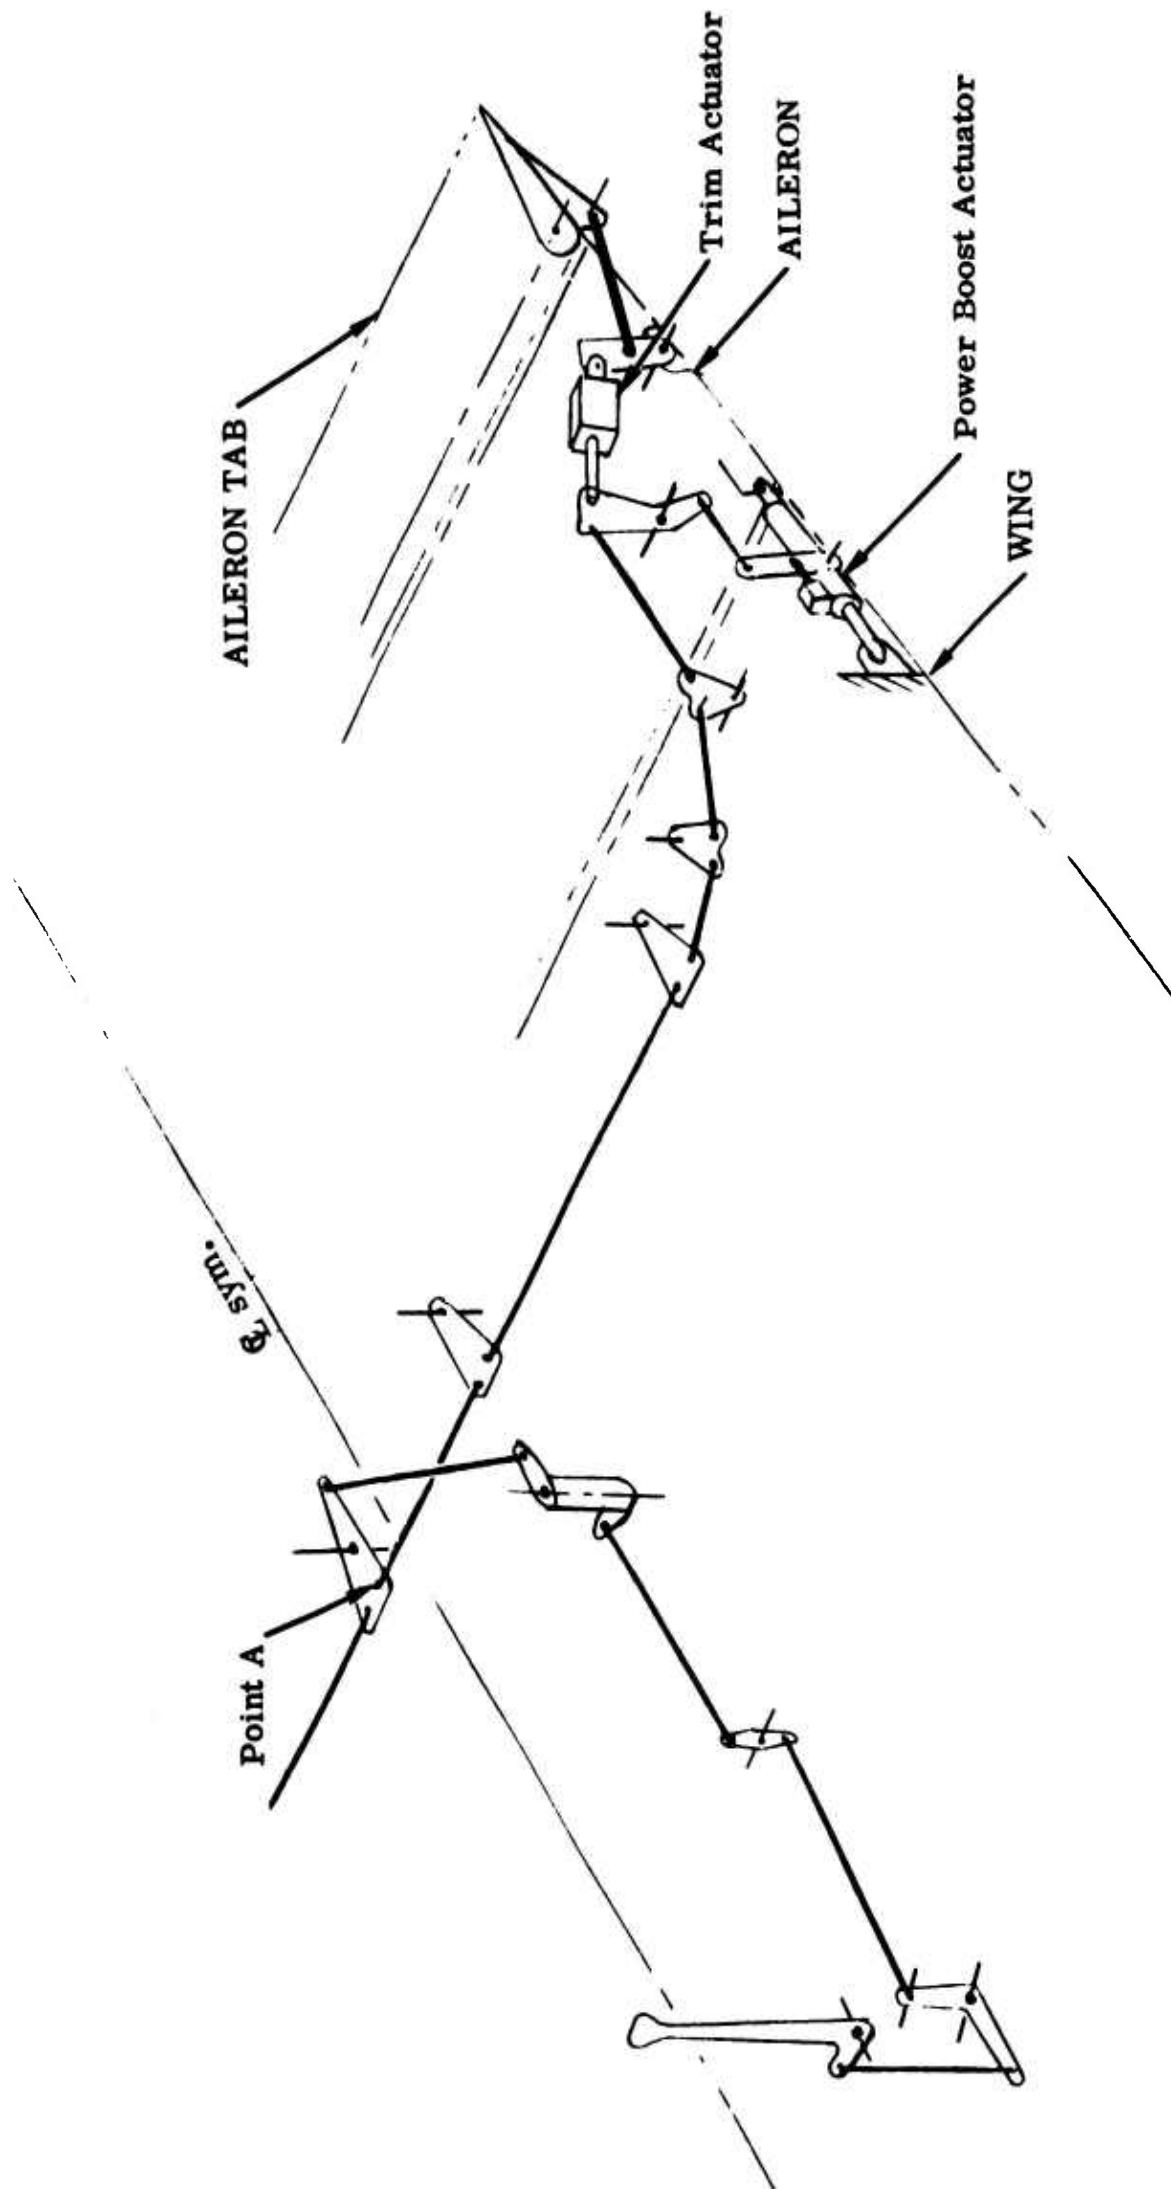 AILERON TAB
Trim Actuator
AILERON
Power Boost Actuator
WING
℄ sym.
Point A